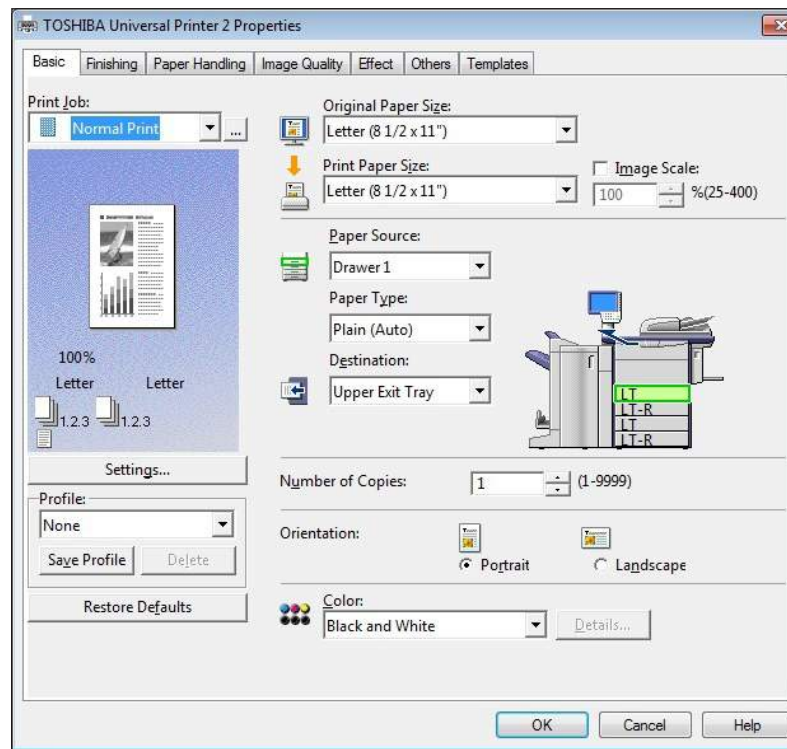 TOSHIBA Universal Printer 2 Properties
Basic Finishing Paper Handling Image Quality Effect Others Templates
Print Job:
Normal Print ...
100%
Letter Letter
1.2.3 1.2.3
Settings...
Profile:
None
Save Profile Delete
Restore Defaults
Original Paper Size:
Letter (8 1/2 x 11")
Print Paper Size:
Letter (8 1/2 x 11")
Image Scale:
100 %(25-400)
Paper Source:
Drawer 1
Paper Type:
Plain (Auto)
Destination:
Upper Exit Tray
LT
LT-R
LT
LT-R
Number of Copies:
1 (1-9999)
Orientation:
Portrait Landscape
Color:
Black and White Details...
OK Cancel Help